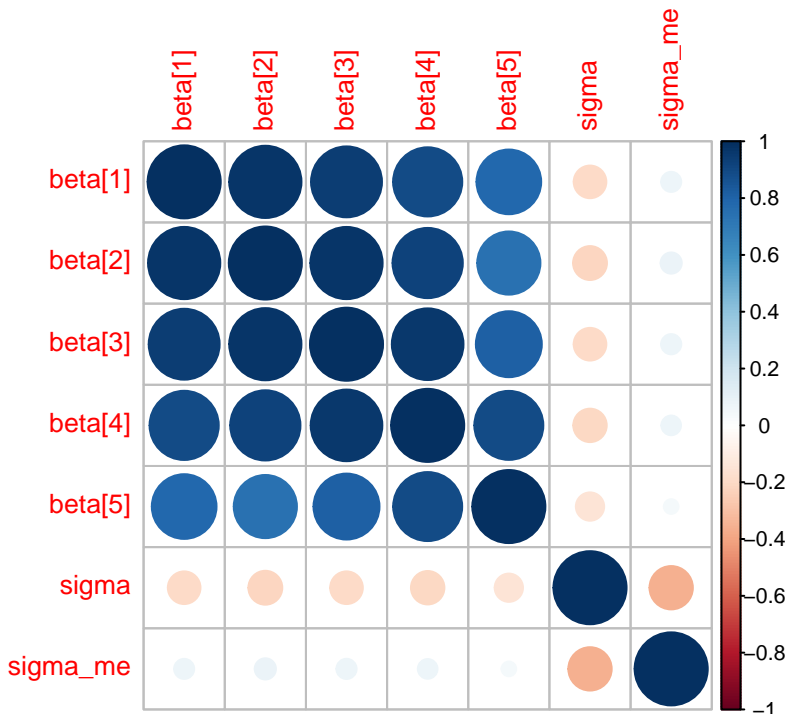 beta[1]
beta[2]
beta[3]
beta[4]
beta[5]
sigma
sigma_me
beta[1]
beta[2]
beta[3]
beta[4]
beta[5]
sigma
sigma_me
1
0.8
0.6
0.4
0.2
0
−0.2
−0.4
−0.6
−0.8
−1